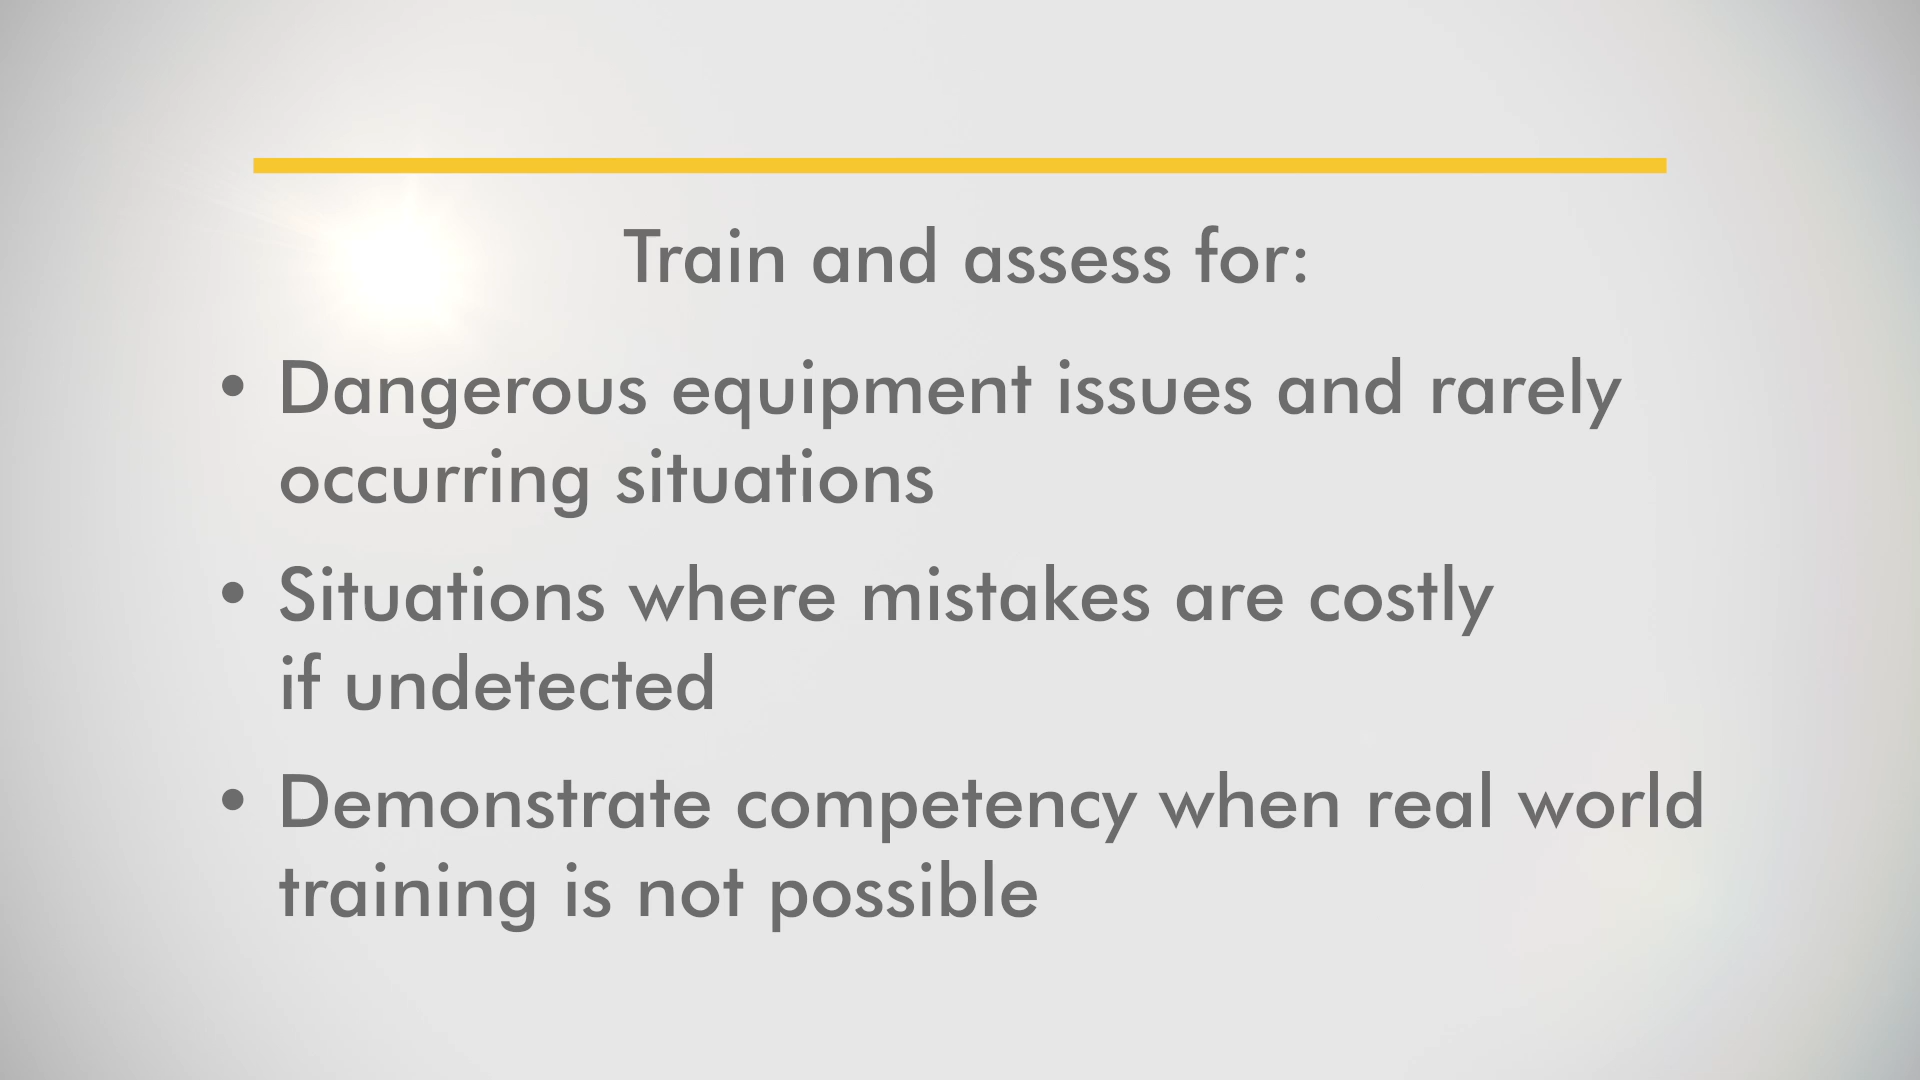 Train and assess for:
• Dangerous equipment issues and rarely
occurring situations
• Situations where mistakes are costly
if undetected
• Demonstrate competency when real world
training is not possible